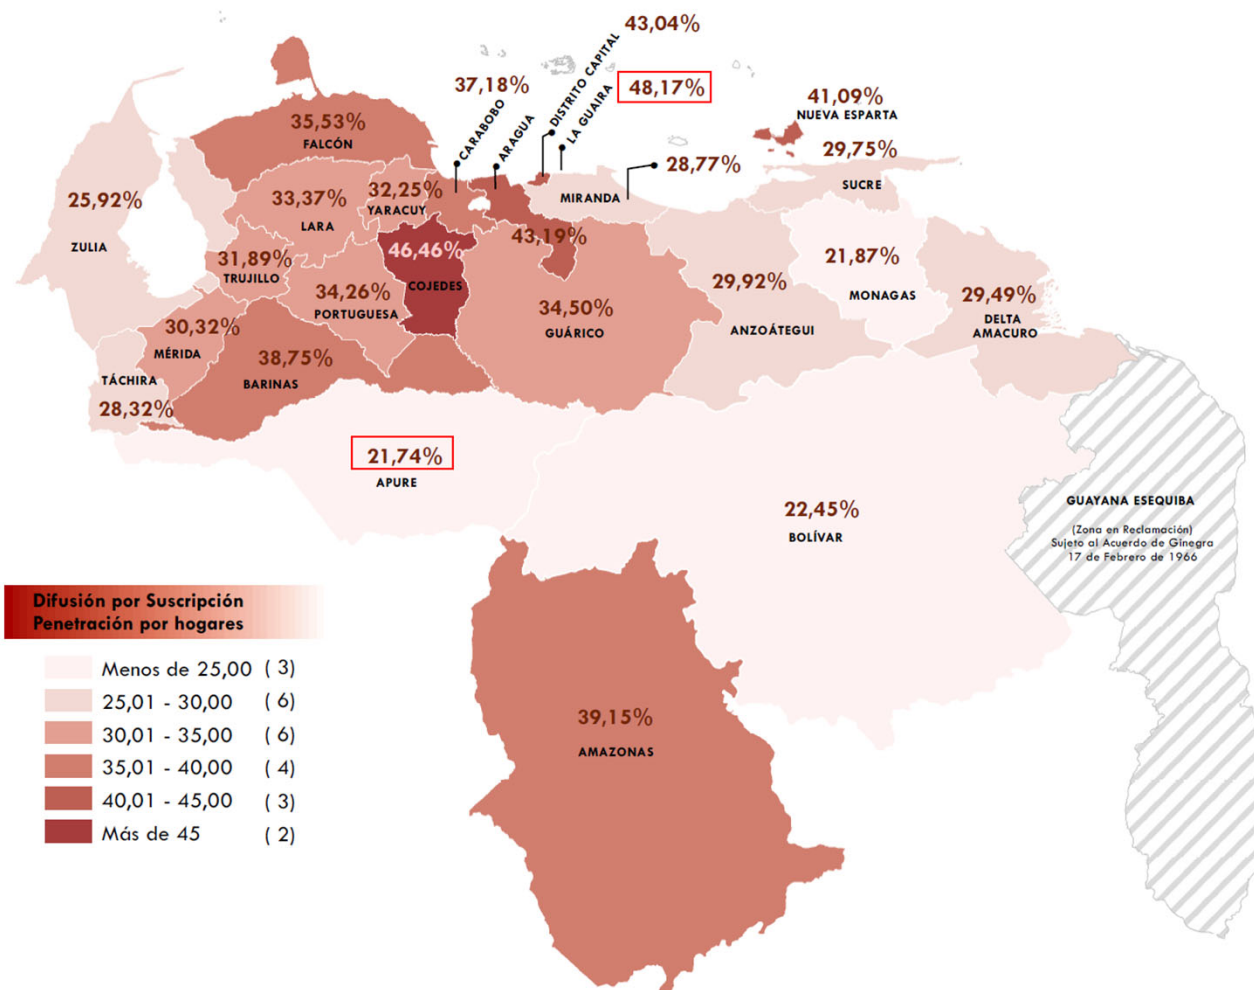 43,04%
DISTRITO CAPITAL
48,17%
LA GUAIRA
37,18%
CARABOBO
ARAGUA
41,09%
NUEVA ESPARTA
35,53%
FALCÓN
29,75%
SUCRE
28,77%
MIRANDA
25,92%
ZULIA
33,37%
LARA
32,25%
YARACUY
43,19%
46,46%
COJEDES
31,89%
TRUJILLO
21,87%
MONAGAS
29,92%
ANZOÁTEGUI
29,49%
DELTA
AMACURO
34,26%
PORTUGUESA
34,50%
GUÁRICO
30,32%
MÉRIDA
38,75%
BARINAS
TÁCHIRA
28,32%
21,74%
APURE
22,45%
BOLÍVAR
GUAYANA ESEQUIBA
(Zona en Reclamación)
Sujeto al Acuerdo de Ginegra
17 de Febrero de 1966
39,15%
AMAZONAS
Difusión por Suscripción
Penetración por hogares
Menos de 25,00 ( 3)
25,01 - 30,00 ( 6)
30,01 - 35,00 ( 6)
35,01 - 40,00 ( 4)
40,01 - 45,00 ( 3)
Más de 45 ( 2)